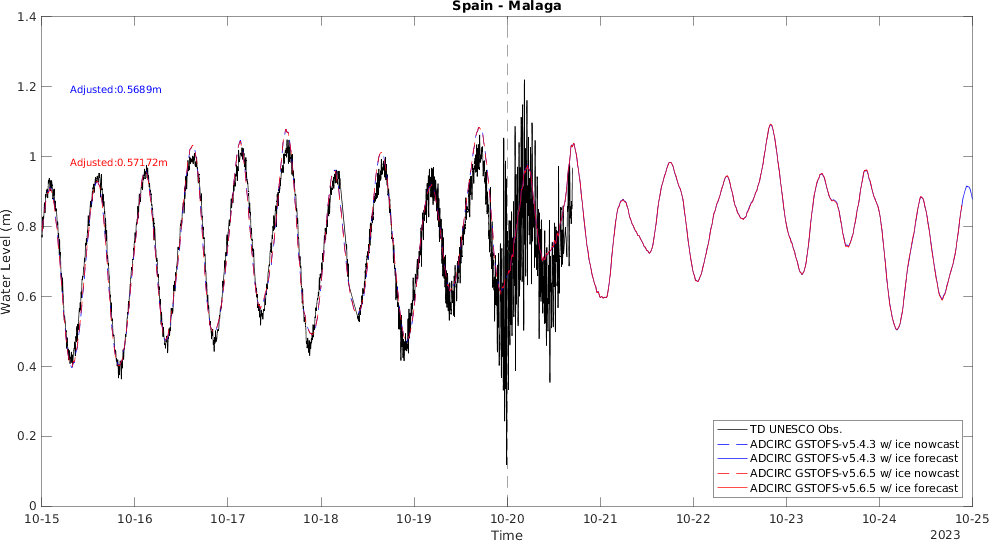 Spain - Malaga
1.4
1.2
1
0.8
0.6
0.4
0.2
0
Water Level (m)
Adjusted:0.5689m
Adjusted:0.57172m
TD UNESCO Obs.
ADCIRC GSTOFS-v5.4.3 w/ ice nowcast
ADCIRC GSTOFS-v5.4.3 w/ ice forecast
ADCIRC GSTOFS-v5.6.5 w/ ice nowcast
ADCIRC GSTOFS-v5.6.5 w/ ice forecast
10-15 10-16 10-17 10-18 10-19 10-20 10-21 10-22 10-23 10-24 10-25
Time
2023